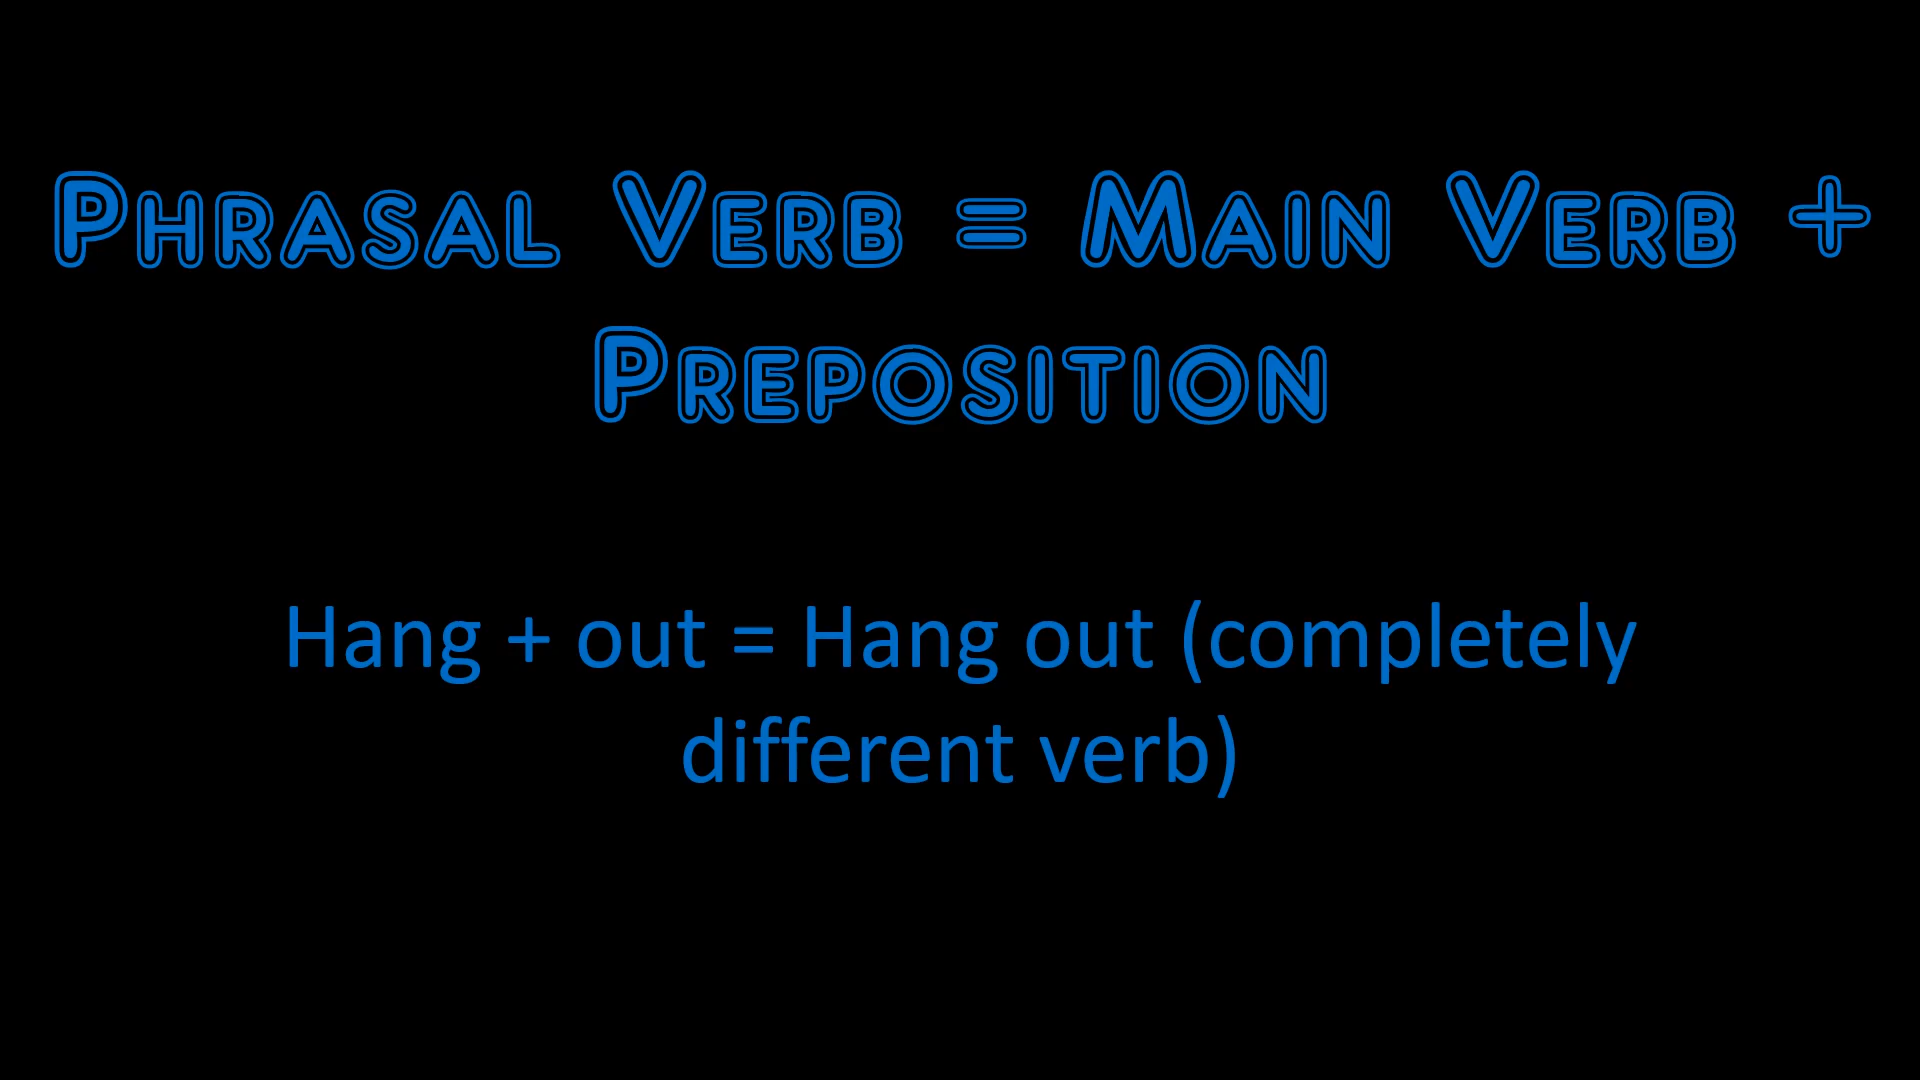 Phrasal Verb = Main Verb +
Preposition
Hang + out = Hang out (completely
different verb)